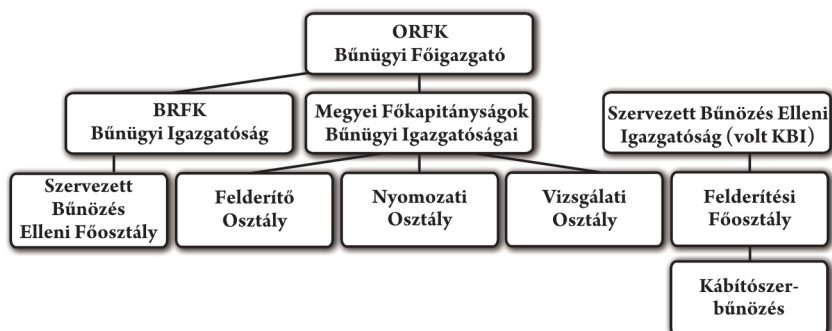 ORFK
Bűnügyi Főigazgató
BRFK
Bűnügyi Igazgatóság
Megyei Főkapitányságok
Bűnügyi Igazgatóságai
Szervezett Bűnözés Elleni
Igazgatóság (volt KBI)
Szervezett
Bűnözés
Elleni Főosztály
Felderítő
Osztály
Nyomozati
Osztály
Vizsgálati
Osztály
Felderítési
Főosztály
Kábítószer-
bűnözés